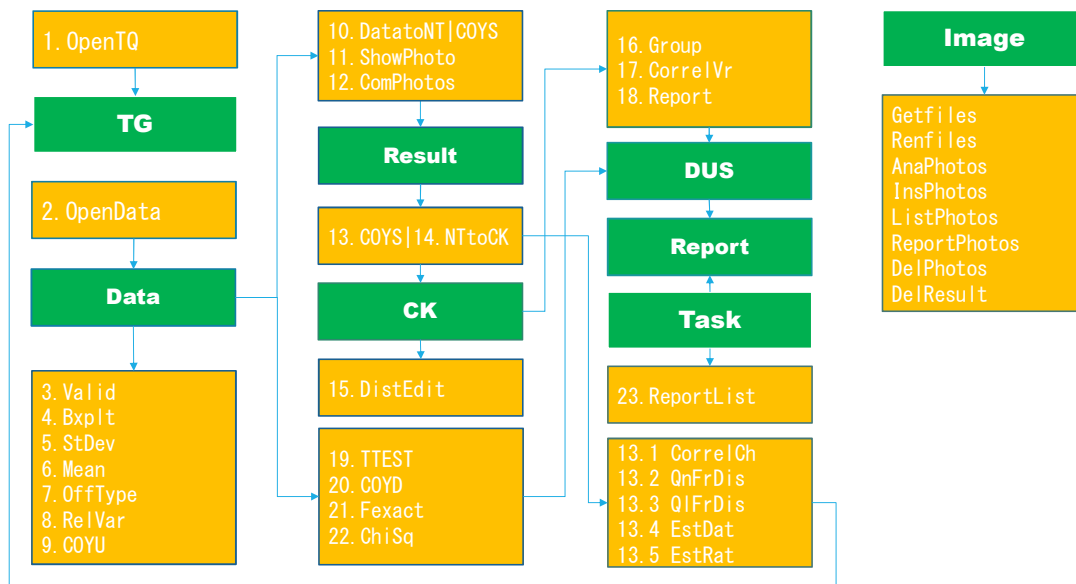 1. OpenTQ
TG
2. OpenData
Data
3. Valid
4. Bxplt
5. StDev
6. Mean
7. OffType
8. RelVar
9. COYU
10. DatatoNT|COYS
11. ShowPhoto
12. ComPhotos
Result
13. COYS|14. NTtoCK
CK
15. DistEdit
19. TTEST
20. COYD
21. Fexact
22. ChiSq
16. Group
17. CorrelVr
18. Report
DUS
Report
Task
23. ReportList
13.1 CorrelCh
13.2 QnFrDis
13.3 QlFrDis
13.4 EstDat
13.5 EstRat
Image
Getfiles
Renfiles
AnaPhotos
InsPhotos
ListPhotos
ReportPhotos
DelPhotos
DelResult